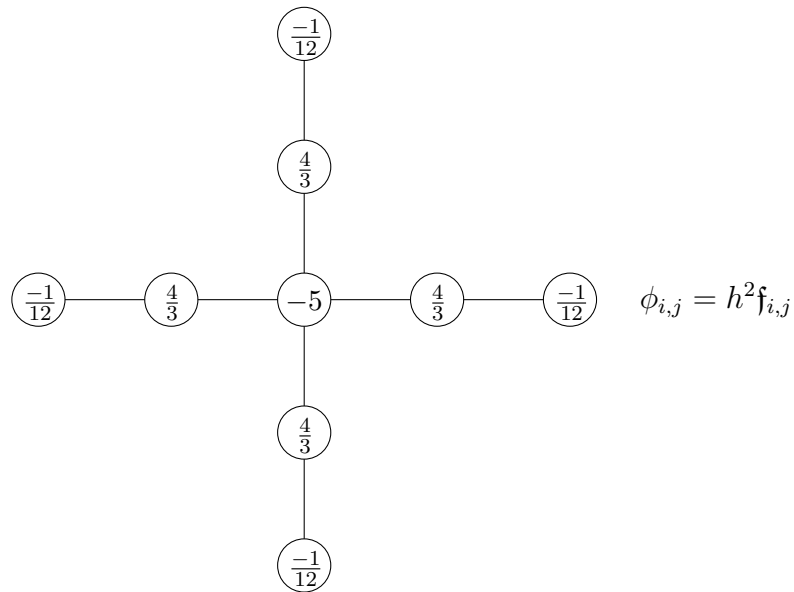 -1/12
4/3
-1/12 4/3 −5 4/3 -1/12 ϕ_{i,j} = h²𝔣_{i,j}
4/3
-1/12